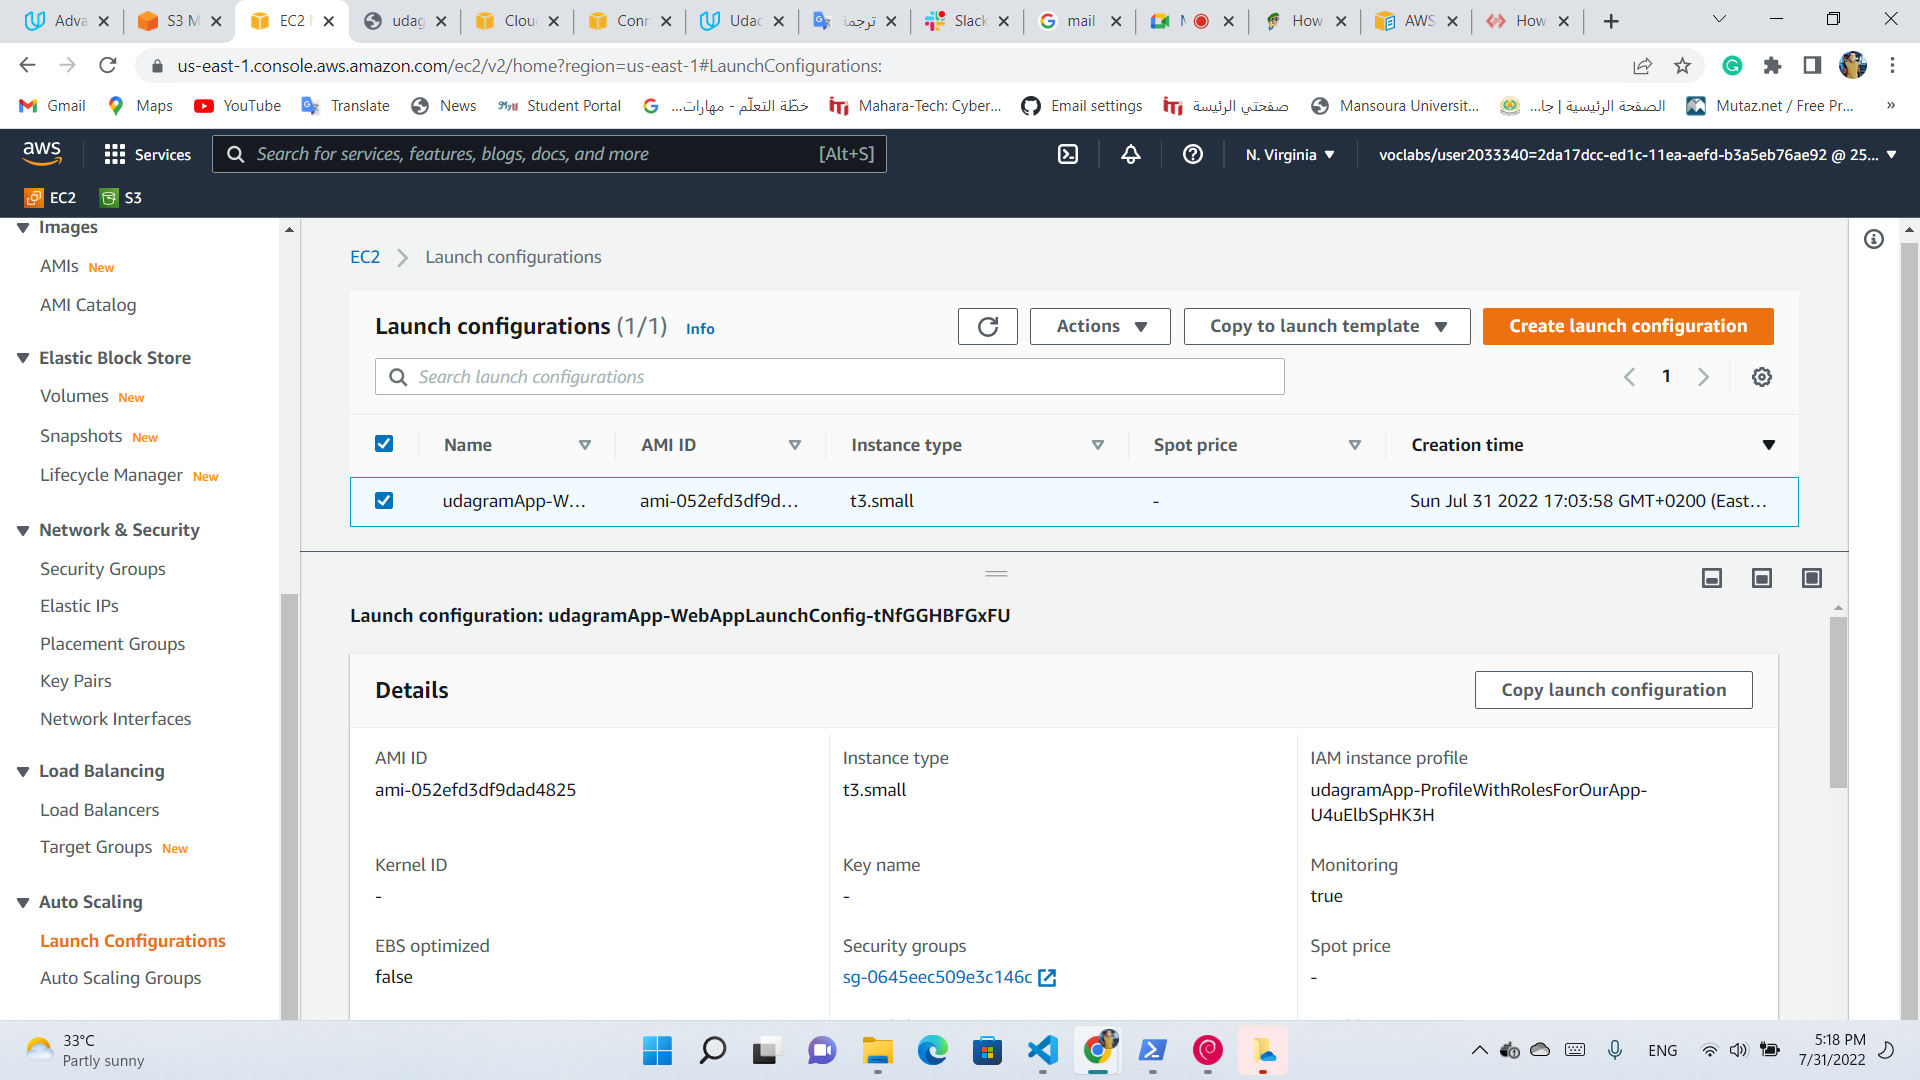 Adva
S3 M
EC2 M
udag
Clou
Conn
Udac
ترجمة
Slack
mail
M
How
AWS
How
us-east-1.console.aws.amazon.com/ec2/v2/home?region=us-east-1#LaunchConfigurations:
Gmail
Maps
YouTube
Translate
News
Student Portal
خطّة التعلّم - مهارات...
Mahara-Tech: Cyber...
Email settings
صفحتي الرئيسة
Mansoura Universit...
الصفحة الرئيسية | جا...
Mutaz.net / Free Pr...
»
aws
Services
Search for services, features, blogs, docs, and more
[Alt+S]
N. Virginia
voclabs/user2033340=2da17dcc-ed1c-11ea-aefd-b3a5eb76ae92 @ 25...
EC2
S3
Images
AMIs New
AMI Catalog
Elastic Block Store
Volumes New
Snapshots New
Lifecycle Manager New
Network & Security
Security Groups
Elastic IPs
Placement Groups
Key Pairs
Network Interfaces
Load Balancing
Load Balancers
Target Groups New
Auto Scaling
Launch Configurations
Auto Scaling Groups
EC2 > Launch configurations
Launch configurations (1/1) Info
Actions
Copy to launch template
Create launch configuration
Search launch configurations
1
Name
AMI ID
Instance type
Spot price
Creation time
udagramApp-W...
ami-052efd3df9d...
t3.small
-
Sun Jul 31 2022 17:03:58 GMT+0200 (East...
Launch configuration: udagramApp-WebAppLaunchConfig-tNfGGHBFGxFU
Details
Copy launch configuration
AMI ID
ami-052efd3df9dad4825
Instance type
t3.small
IAM instance profile
udagramApp-ProfileWithRolesForOurApp-
U4uElbSpHK3H
Kernel ID
-
Key name
-
Monitoring
true
EBS optimized
false
Security groups
sg-0645eec509e3c146c
Spot price
-
33°C
Partly sunny
ENG
5:18 PM
7/31/2022